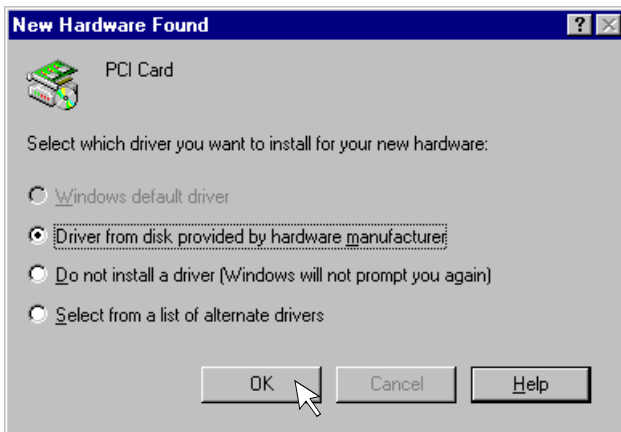 New Hardware Found
PCI Card
Select which driver you want to install for your new hardware:
Windows default driver
Driver from disk provided by hardware manufacturer
Do not install a driver (Windows will not prompt you again)
Select from a list of alternate drivers
OK Cancel Help